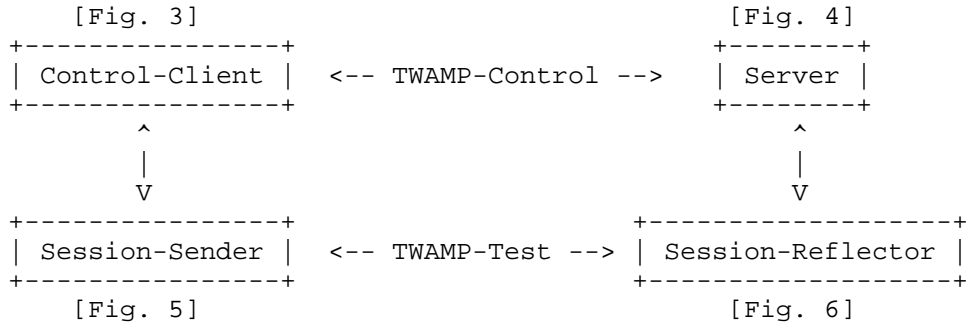 [Fig. 3]                              [Fig. 4]
+----------------+                      +--------+
| Control-Client |  <-- TWAMP-Control -->   | Server |
+----------------+                      +--------+
        ^                                    ^
        |                                    |
        V                                    V
+----------------+                  +-------------------+
| Session-Sender |  <-- TWAMP-Test --> | Session-Reflector |
+----------------+                  +-------------------+
[Fig. 5]                              [Fig. 6]